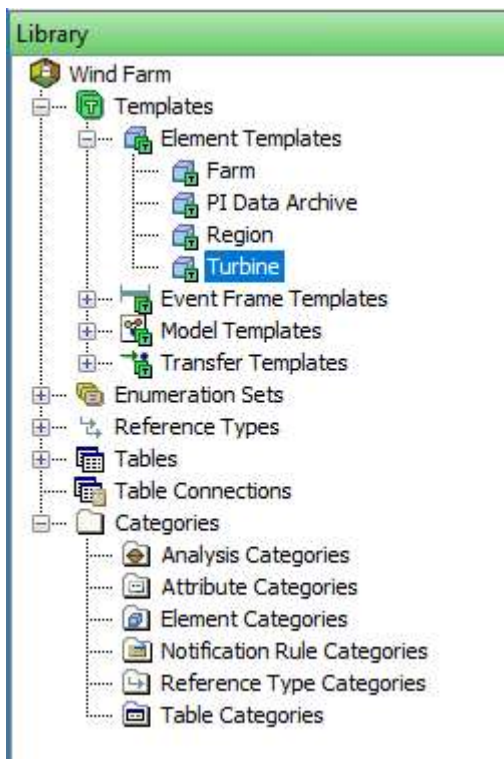 Library
Wind Farm
Templates
Element Templates
Farm
PI Data Archive
Region
Turbine
Event Frame Templates
Model Templates
Transfer Templates
Enumeration Sets
Reference Types
Tables
Table Connections
Categories
Analysis Categories
Attribute Categories
Element Categories
Notification Rule Categories
Reference Type Categories
Table Categories